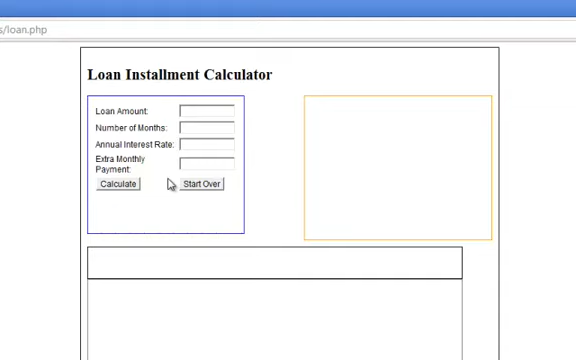 s/loan.php
Loan Installment Calculator
Loan Amount:
Number of Months:
Annual Interest Rate:
Extra Monthly
Payment:
Calculate Start Over